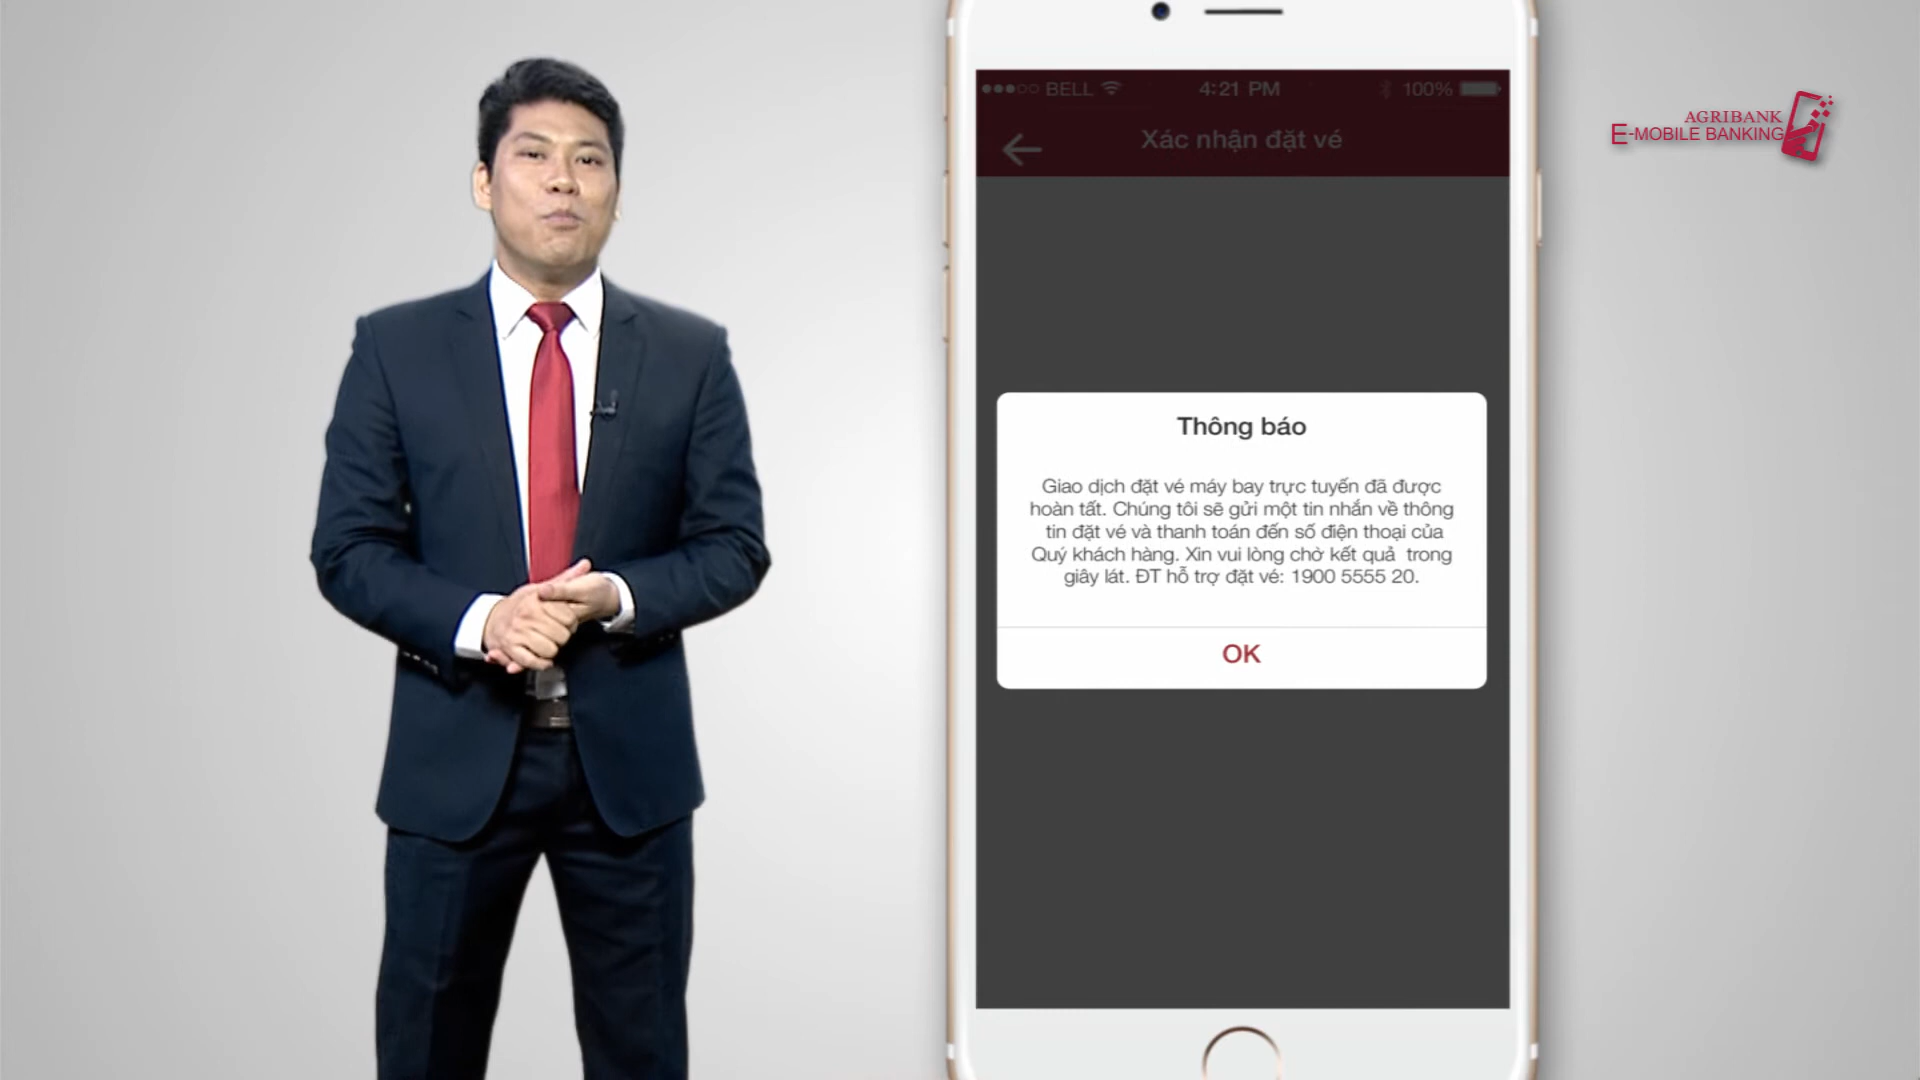 BELL 4:21 PM 100%
Xác nhận đặt vé
AGRIBANK
E-MOBILE BANKING
Thông báo
Giao dịch đặt vé máy bay trực tuyến đã được
hoàn tất. Chúng tôi sẽ gửi một tin nhắn về thông
tin đặt vé và thanh toán đến số điện thoại của
Quý khách hàng. Xin vui lòng chờ kết quả trong
giây lát. ĐT hỗ trợ đặt vé: 1900 5555 20.
OK